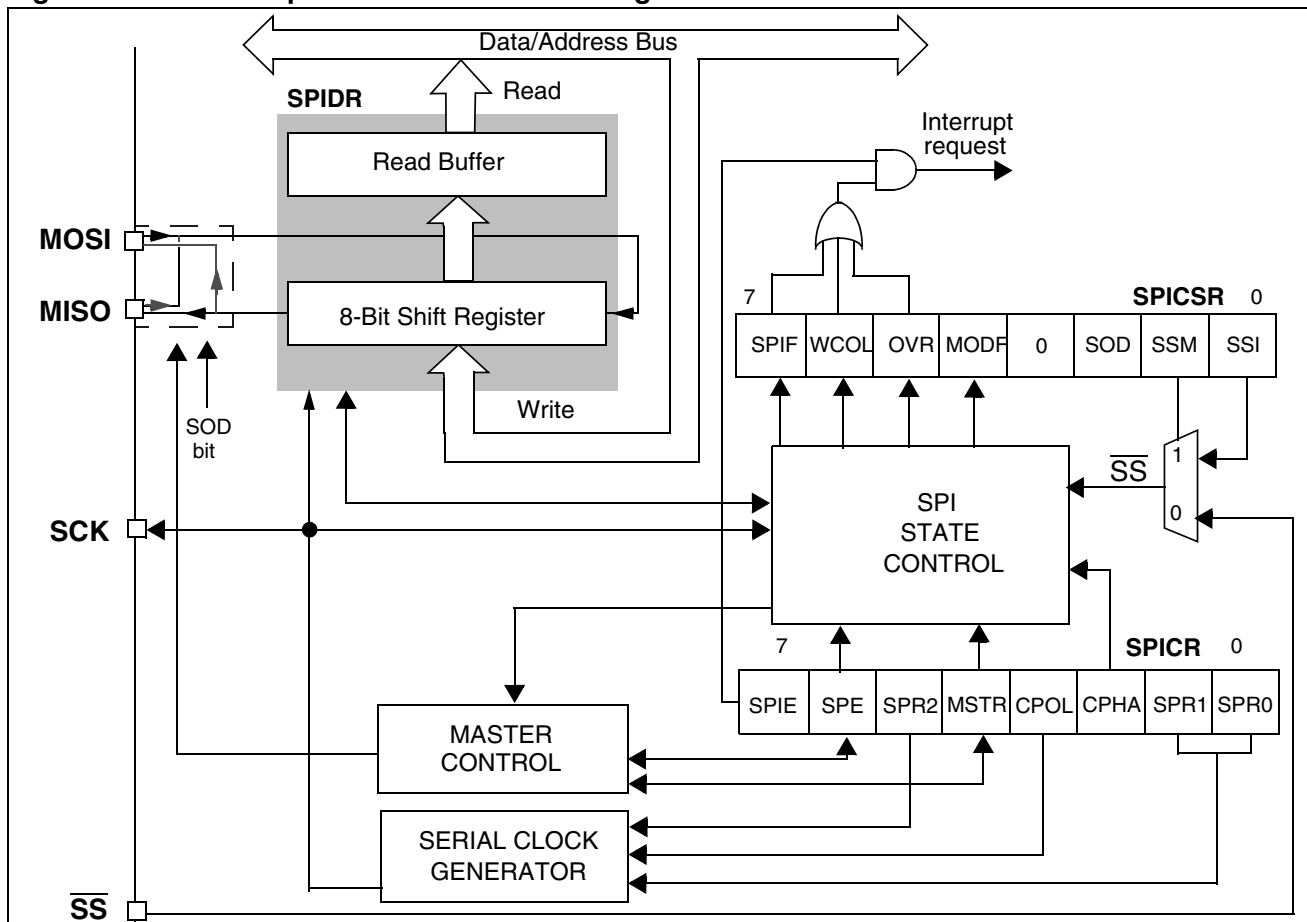 Data/Address Bus
SPIDR
Read
Read Buffer
Interrupt
request
MOSI
MISO
8-Bit Shift Register
7
SPICSR
0
SPIF
WCOL
OVR
MODF
0
SOD
SSM
SSI
Write
SOD
bit
1
SS
0
SCK
SPI
STATE
CONTROL
7
SPICR
0
SPIE
SPE
SPR2
MSTR
CPOL
CPHA
SPR1
SPR0
MASTER
CONTROL
SERIAL CLOCK
GENERATOR
SS